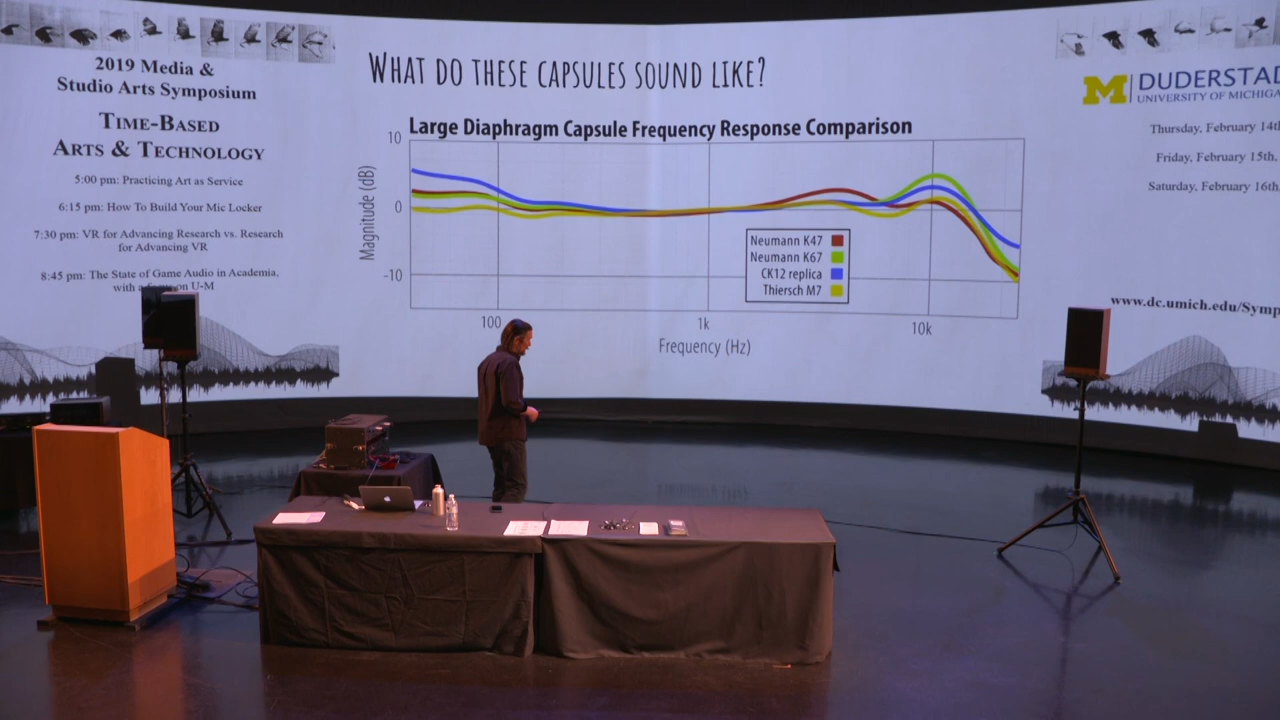 2019 Media &
Studio Arts Symposium
TIME-BASED
ARTS & TECHNOLOGY
5:00 pm: Practicing Art as Service
6:15 pm: How To Build Your Mic Locker
7:30 pm: VR for Advancing Research vs. Research
for Advancing VR
8:45 pm: The State of Game Audio in Academia,
with a focus on U-M
WHAT DO THESE CAPSULES SOUND LIKE?
Large Diaphragm Capsule Frequency Response Comparison
Magnitude (dB)
10
0
-10
Neumann K47
Neumann K67
CK12 replica
Thiersch M7
100
1k
10k
Frequency (Hz)
M
DUDERSTAD
UNIVERSITY OF MICHIGA
Thursday, February 14t
Friday, February 15th,
Saturday, February 16th
www.dc.umich.edu/Symp